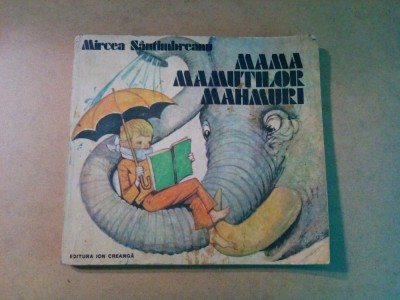 Mircea Sântimbreanu
MAMA
MAMUȚILOR
MAHMURI
EDITURA ION CREANGĂ